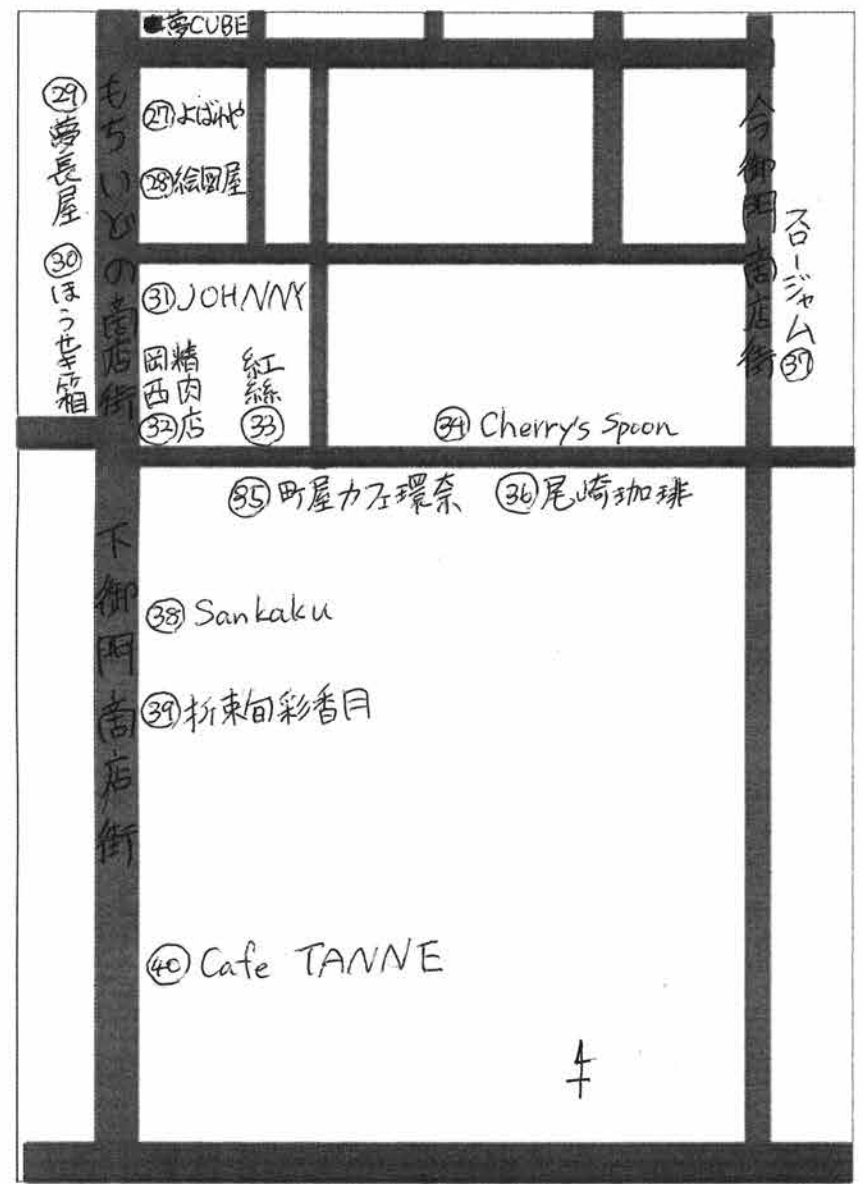 夢CUBE
もちいどの商店街
今御門商店街
㉗よばれや
㉘絵図屋
㉙夢長屋
㉚ほうせき箱
㉛JOHNNY
岡西精肉店㉜
紅絲㉝
㉞Cherry's Spoon
㉟町屋カフェ環奈
㊱尾崎珈琲
スロージャム㊲
下御門商店街
㊳Sankaku
㊴折束旬彩香月
㊵Cafe TANNE